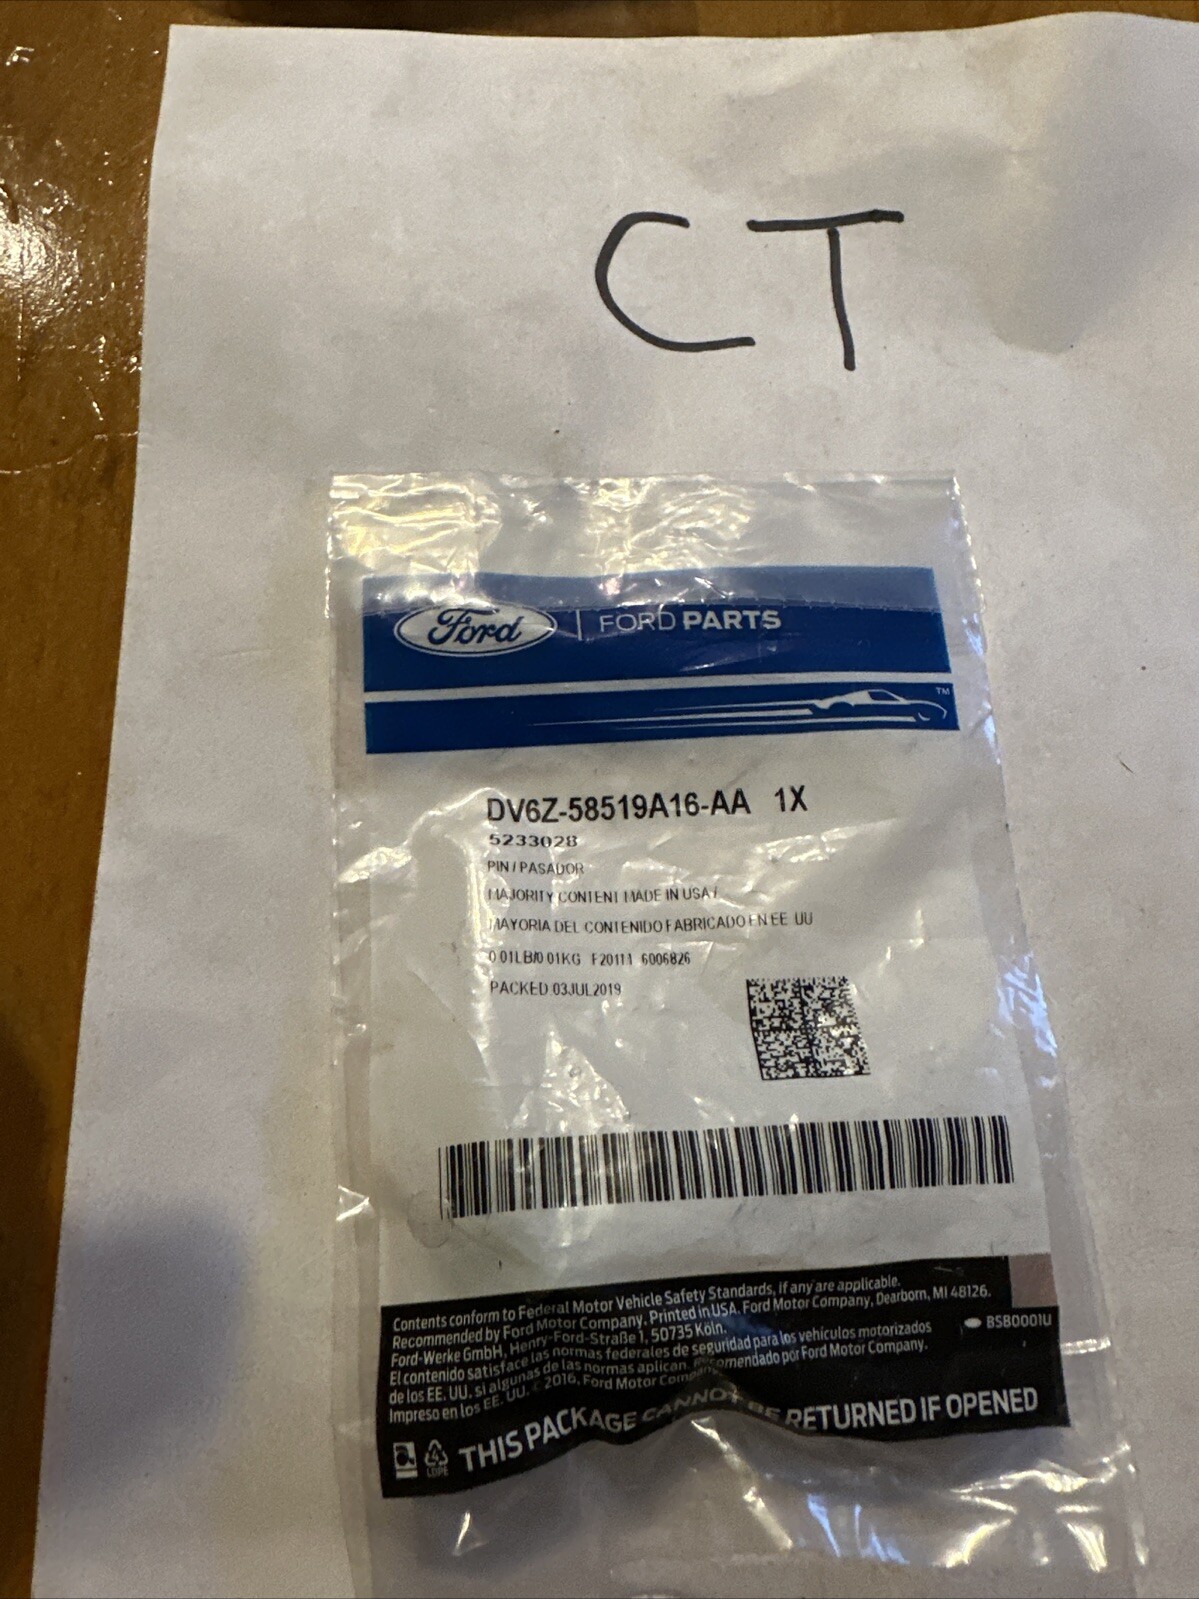 CT
Ford | FORD PARTS
TM
DV6Z-58519A16-AA 1X
5233028
PIN / PASADOR
MAJORITY CONTENT MADE IN USA /
MAYORIA DEL CONTENIDO FABRICADO EN EE UU
0 01LB/0 01KG 6006826
PACKED 03JUL2019
Contents conform to Federal Motor Vehicle Safety Standards, if any are applicable.
Recommended by Ford Motor Company. Printed in USA. Ford Motor Company, Dearborn, MI 48126.
Ford-Werke GmbH, Henry-Ford-Straße 1, 50735 Köln.
BSB0001U
El contenido satisface las normas federales de seguridad para los vehículos motorizados
de los EE. UU. si algunas de las normas aplican. Recomendado por Ford Motor Company.
Impreso en los EE. UU. © 2016, Ford Motor Company
THIS PACKAGE CANNOT BE RETURNED IF OPENED
4
LDPE